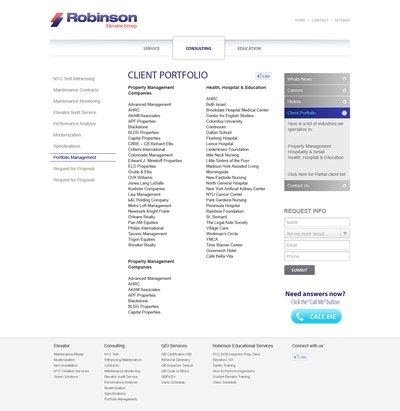 Robinson
Elevator Group
HOME | CONTACT | SITEMAP
SERVICE
CONSULTING
EDUCATION
NYC Test Witnessing
Maintenance Contracts
Maintenance Monitoring
Elevator Audit Service
Performance Analysis
Modernization
Specifications
Portfolio Management
Request for Proposal
Request for Proposal
CLIENT PORTFOLIO
Like
Property Management
Companies
Advanced Management
AHRC
AKAM Associates
APF Properties
Blackstone
BLDG Properties
Capital Properties
CBRE – CB Richard Ellis
Colliers International
Cushman
Edward J. Minskoff Properties
ELO Properties
Grubb & Ellis
GVA Williams
Jones Lang LaSalle
Kushner Companies
Lisa Management
M&L Holding Company
Metro Loft Management
Newmark Knight Frank
Orleans Realty
Pan AM Equities
Philips International
Taconic Management
Trigon Equities
Winston Realty
Property Management
Companies
Advanced Management
AHRC
AKAM Associates
APF Properties
Blackstone
BLDG Properties
Capital Properties
Health, Hospital & Education
AHRC
Beth Israel
Brookdale Hospital Medical Center
Center for English Studies
Columbia University
Continuum
Dalton School
Flushing Hospital
Lenox Hospital
Lederkranz Foundation
Little Neck Nursing
Little Sisters of the Poor
Madison York Assisted Living
Morningside
New Eastside Nursing
North General Hospital
New York Artificial Kidney Center
NYU Cancer Center
Park Gardens Nursing
Peninsula Hospital
Rainbow Foundation
St. Bernard
The Legal Aide Society
Village Care
Workman's Circle
YMCA
Time Warner Center
Greenwich Hotel
Café Bella Vita
Whats News
Careers
History
Client Portfolio
Here is a list of industries we
specialize in:
Property Management
Hospitality & Retail
Health, Hospital & Education
Click here for Partial client list
Contact Us
REQUEST INFO
Name
Tell me more about...
Email
Phone
SUBMIT
Need answers now?
Click the "Call Me" button
CALL ME
Elevator
Maintenance Repair
Modernization
New Installation
NYC Violation Services
Green Solutions
Consulting
NYC Test
Witnessing Maintenance
Contracts
Maintenance Monitoring
Elevator Audit Service
Performance Analysis
Modernization
Specifications
Portfolio Management
QEI Services
QEI Certification QEI
Renewal Seminars
QEI Inspector Search
QEI Code of Ethics
QEI FAQ's
Class Schedule
Robinson Educational Services
NYC DOB Inspector Prep Class
Elevators 101
Safety Training
How to Perform Inspections
Custom Elevator Training
Class Schedule
Connect with us:
Like